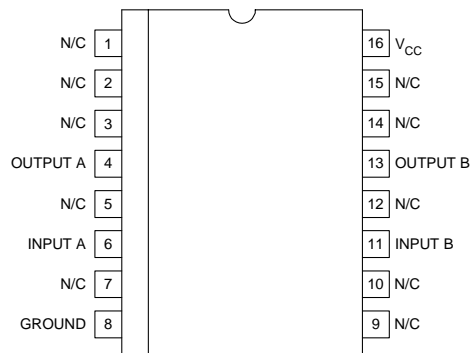 N/C 1
16 VCC
N/C 2
15 N/C
N/C 3
14 N/C
OUTPUT A 4
13 OUTPUT B
N/C 5
12 N/C
INPUT A 6
11 INPUT B
N/C 7
10 N/C
GROUND 8
9 N/C